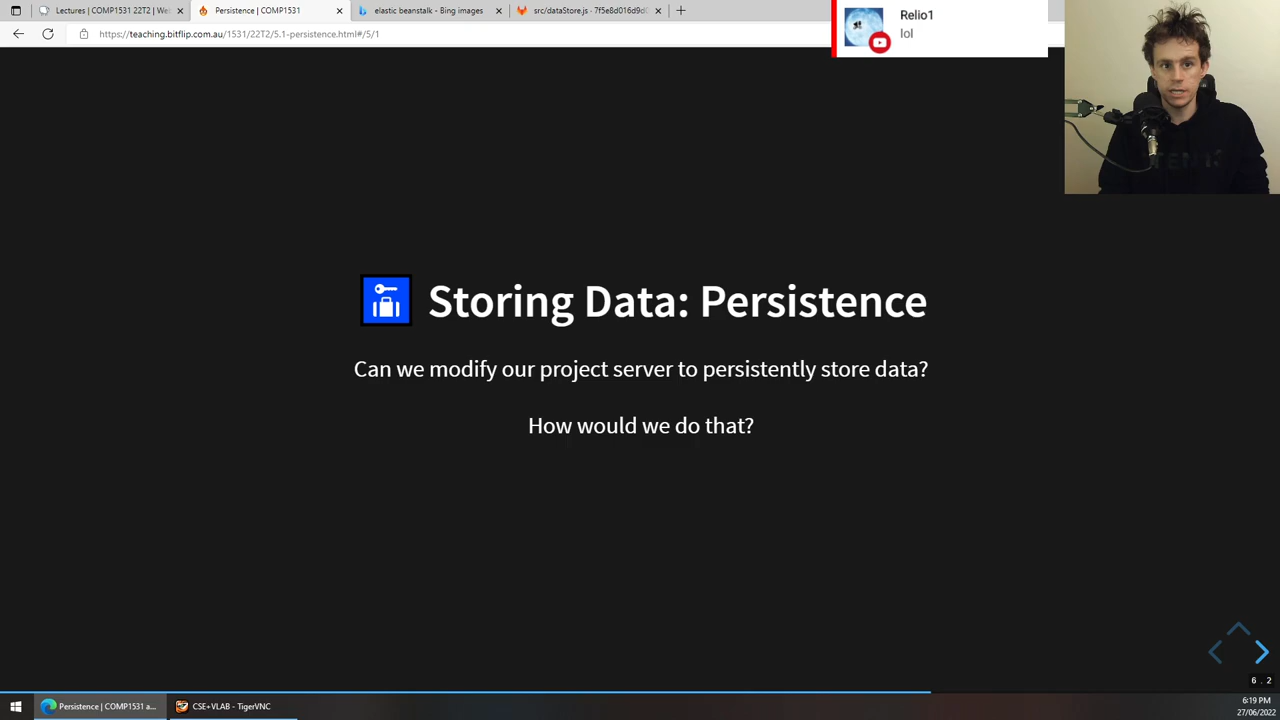 Lectures | COMP1531 22T2 | We
Persistence | COMP1531
elastic beanstalk - Bing images
src/dataStore.js · 7f5e8d016d9d
https://teaching.bitflip.com.au/1531/22T2/5.1-persistence.html#/5/1
Relio1
lol
Storing Data: Persistence
Can we modify our project server to persistently store data?
How would we do that?
6 . 2
Persistence | COMP1531 a...
CSE+VLAB - TigerVNC
6:19 PM
27/06/2022